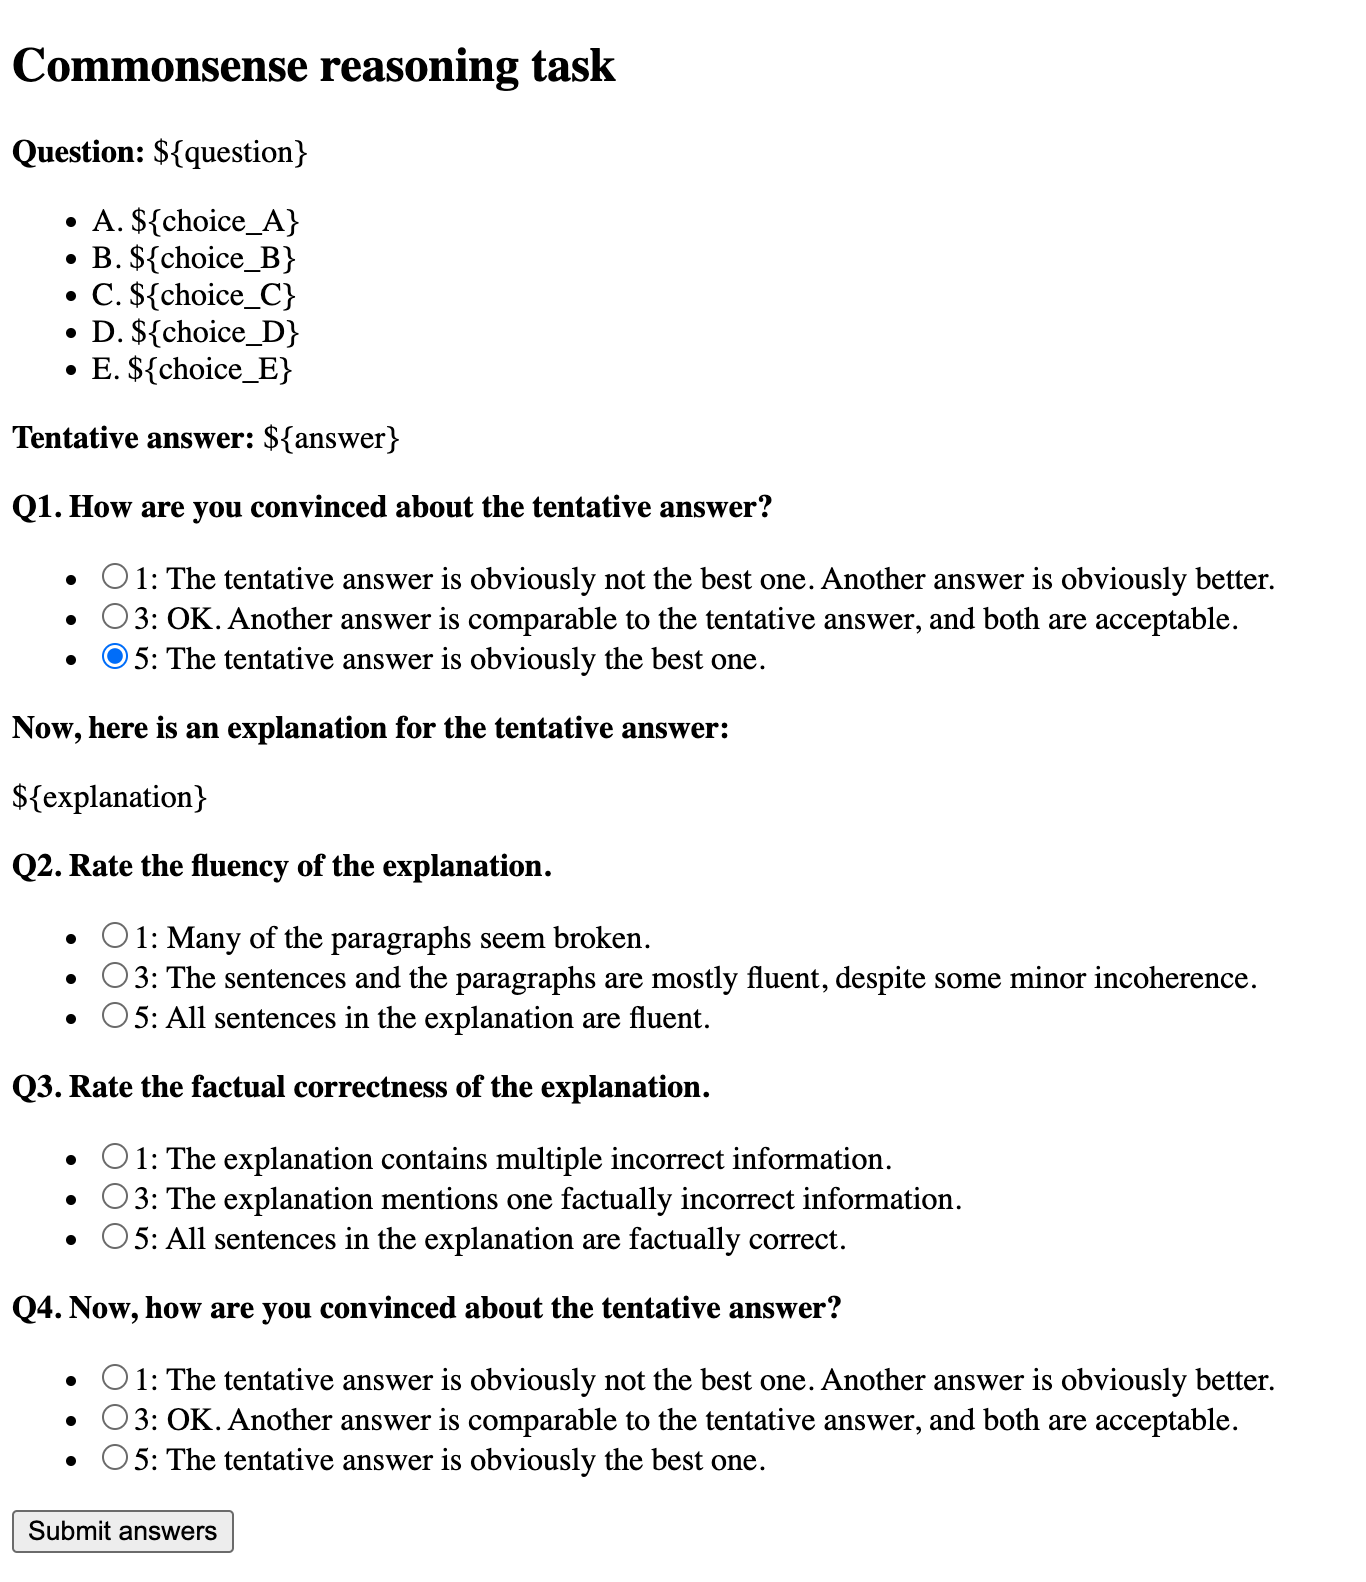 Commonsense reasoning task
Question: ${question}
A. ${choice_A}
B. ${choice_B}
C. ${choice_C}
D. ${choice_D}
E. ${choice_E}
Tentative answer: ${answer}
Q1. How are you convinced about the tentative answer?
1: The tentative answer is obviously not the best one. Another answer is obviously better.
3: OK. Another answer is comparable to the tentative answer, and both are acceptable.
5: The tentative answer is obviously the best one.
Now, here is an explanation for the tentative answer:
${explanation}
Q2. Rate the fluency of the explanation.
1: Many of the paragraphs seem broken.
3: The sentences and the paragraphs are mostly fluent, despite some minor incoherence.
5: All sentences in the explanation are fluent.
Q3. Rate the factual correctness of the explanation.
1: The explanation contains multiple incorrect information.
3: The explanation mentions one factually incorrect information.
5: All sentences in the explanation are factually correct.
Q4. Now, how are you convinced about the tentative answer?
1: The tentative answer is obviously not the best one. Another answer is obviously better.
3: OK. Another answer is comparable to the tentative answer, and both are acceptable.
5: The tentative answer is obviously the best one.
Submit answers